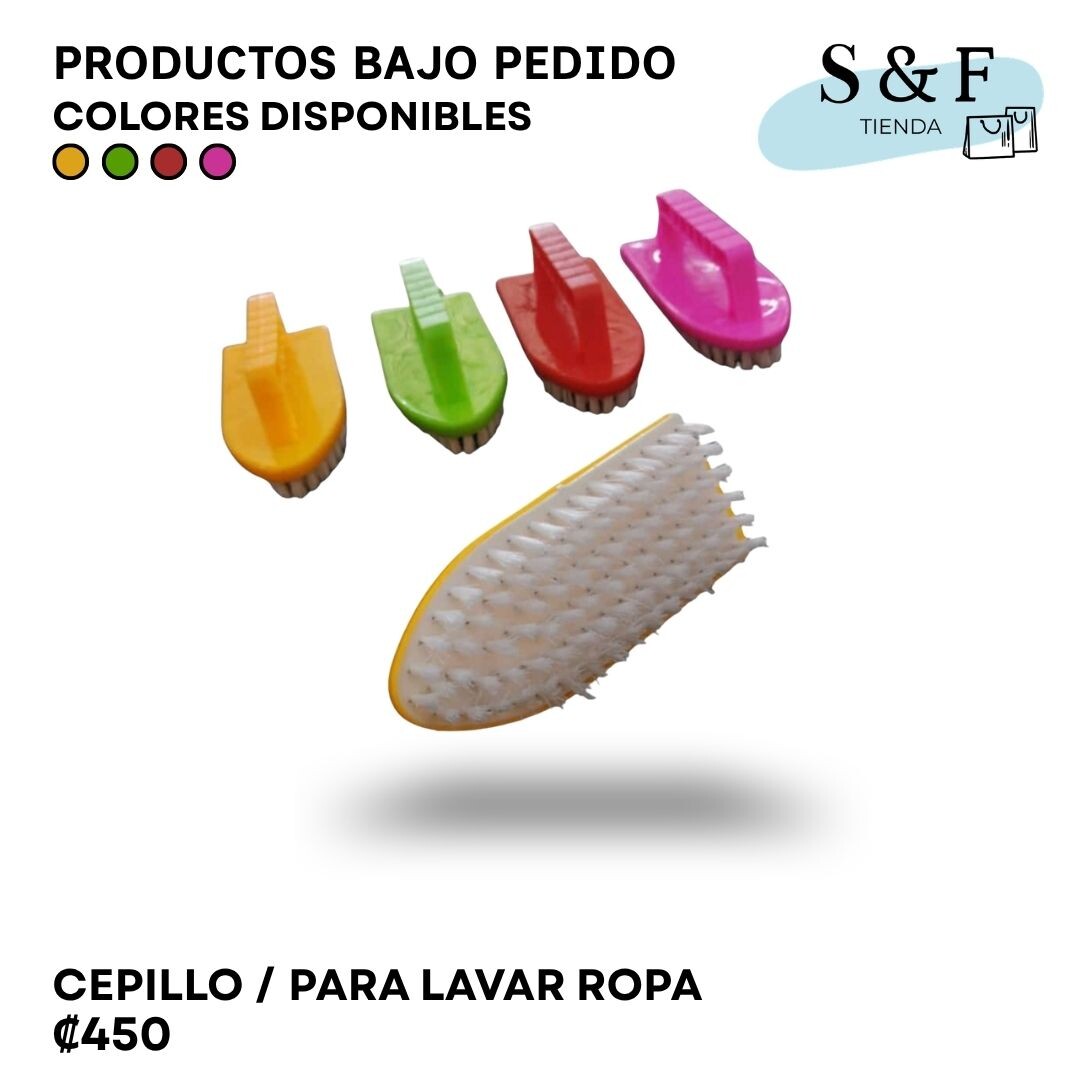 PRODUCTOS BAJO PEDIDO
COLORES DISPONIBLES
S & F
TIENDA
CEPILLO / PARA LAVAR ROPA
₡450